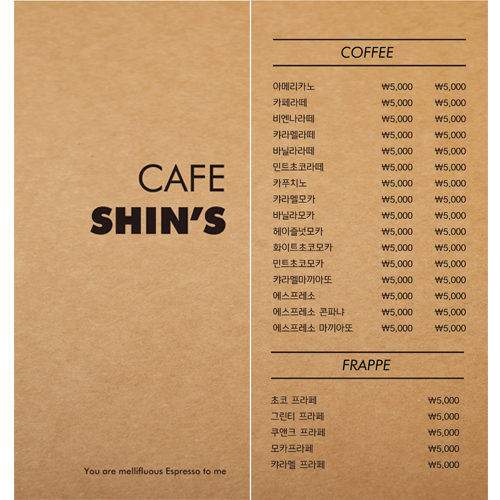 CAFE
SHIN'S
You are mellifluous Espresso to me
COFFEE
아메리카노 ₩5,000 ₩5,000
카페라떼 ₩5,000 ₩5,000
비엔나라떼 ₩5,000 ₩5,000
캬라멜라떼 ₩5,000 ₩5,000
바닐라라떼 ₩5,000 ₩5,000
민트초코라떼 ₩5,000 ₩5,000
카푸치노 ₩5,000 ₩5,000
캬라멜모카 ₩5,000 ₩5,000
바닐라모카 ₩5,000 ₩5,000
헤이즐넛모카 ₩5,000 ₩5,000
화이트초코모카 ₩5,000 ₩5,000
민트초코모카 ₩5,000 ₩5,000
캬라멜마끼아또 ₩5,000 ₩5,000
에스프레소 ₩5,000 ₩5,000
에스프레소 콘파냐 ₩5,000 ₩5,000
에스프레소 마끼아또 ₩5,000 ₩5,000
FRAPPE
초코 프라페 ₩5,000
그린티 프라페 ₩5,000
쿠앤크 프라페 ₩5,000
모카프라페 ₩5,000
캬라멜 프라페 ₩5,000